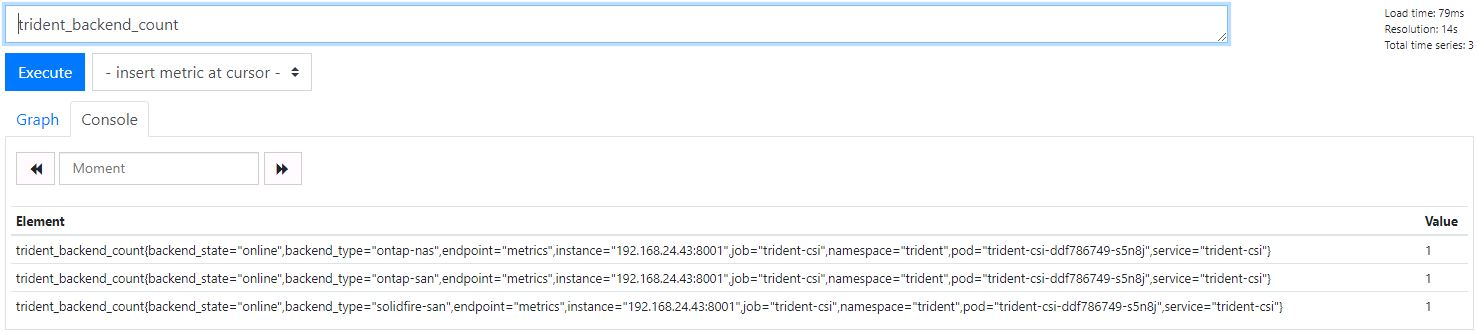 trident_backend_count
Load time: 79ms
Resolution: 14s
Total time series: 3
Execute
- insert metric at cursor -
Graph
Console
Moment
Element Value
trident_backend_count{backend_state="online",backend_type="ontap-nas",endpoint="metrics",instance="192.168.24.43:8001",job="trident-csi",namespace="trident",pod="trident-csi-ddf786749-s5n8j",service="trident-csi"} 1
trident_backend_count{backend_state="online",backend_type="ontap-san",endpoint="metrics",instance="192.168.24.43:8001",job="trident-csi",namespace="trident",pod="trident-csi-ddf786749-s5n8j",service="trident-csi"} 1
trident_backend_count{backend_state="online",backend_type="solidfire-san",endpoint="metrics",instance="192.168.24.43:8001",job="trident-csi",namespace="trident",pod="trident-csi-ddf786749-s5n8j",service="trident-csi"} 1